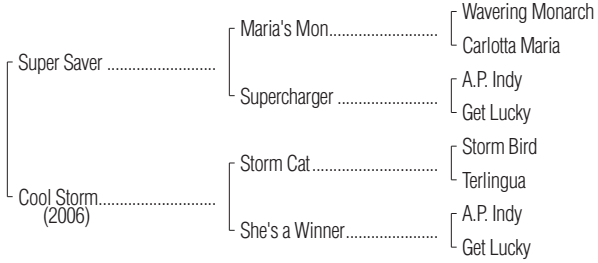 Wavering Monarch
Maria's Mon
Carlotta Maria
Super Saver
A.P. Indy
Supercharger
Get Lucky
Storm Bird
Storm Cat
Terlingua
Cool Storm
(2006)
A.P. Indy
She's a Winner
Get Lucky